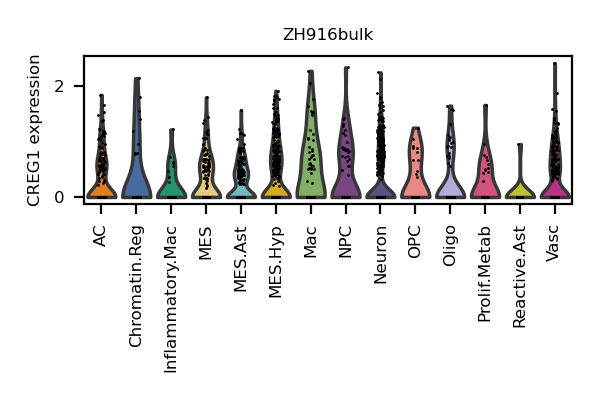 ZH916bulk
CREG1 expression
2
0
AC
Chromatin.Reg
Inflammatory.Mac
MES
MES.Ast
MES.Hyp
Mac
NPC
Neuron
OPC
Oligo
Prolif.Metab
Reactive.Ast
Vasc